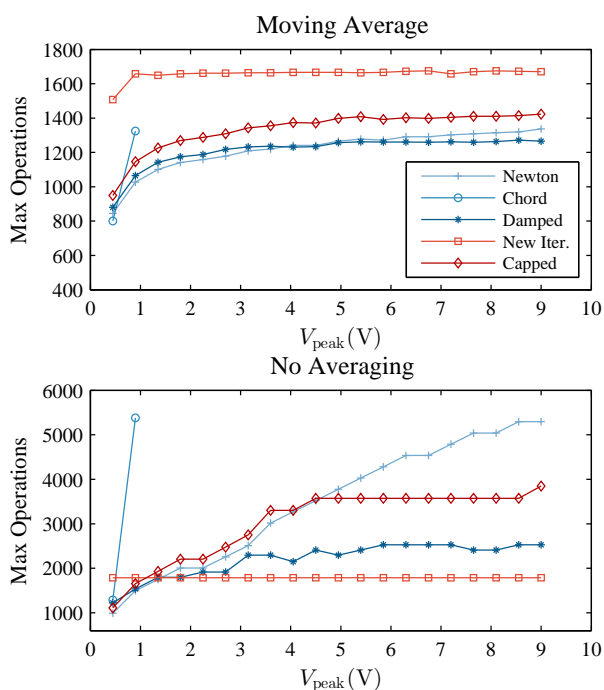 Moving Average
1800
1600
1400
1200
1000
800
600
400
Max Operations
Newton
Chord
Damped
New Iter.
Capped
0 1 2 3 4 5 6 7 8 9 10
V_peak (V)
No Averaging
6000
5000
4000
3000
2000
1000
Max Operations
0 1 2 3 4 5 6 7 8 9 10
V_peak (V)